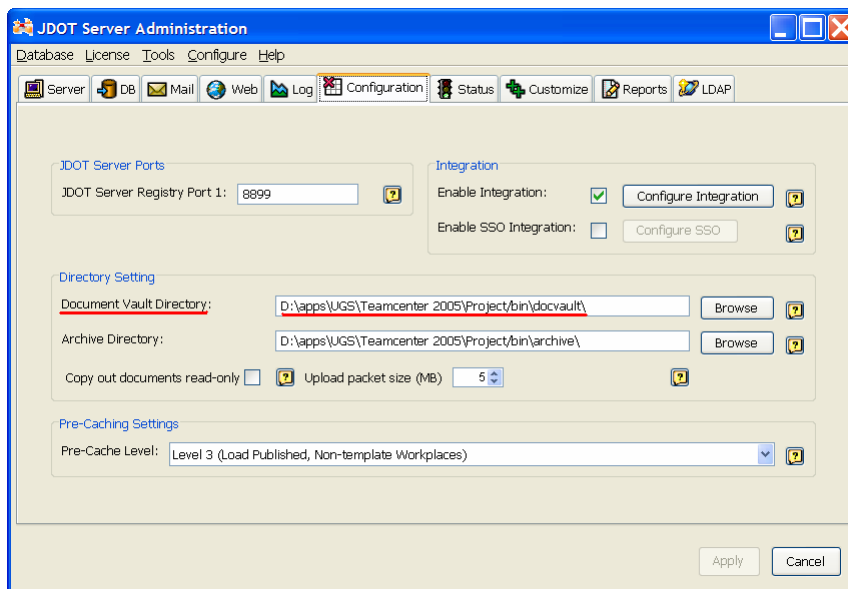 JDOT Server Administration
Database License Tools Configure Help
Server DB Mail Web Log Configuration Status Customize Reports LDAP
JDOT Server Ports
JDOT Server Registry Port 1: 8899
Integration
Enable Integration: Configure Integration
Enable SSO Integration: Configure SSO
Directory Setting
Document Vault Directory: D:\apps\UGS\Teamcenter 2005\Project/bin\docvault\ Browse
Archive Directory: D:\apps\UGS\Teamcenter 2005\Project/bin\archive\ Browse
Copy out documents read-only Upload packet size (MB) 5
Pre-Caching Settings
Pre-Cache Level: Level 3 (Load Published, Non-template Workplaces)
Apply Cancel